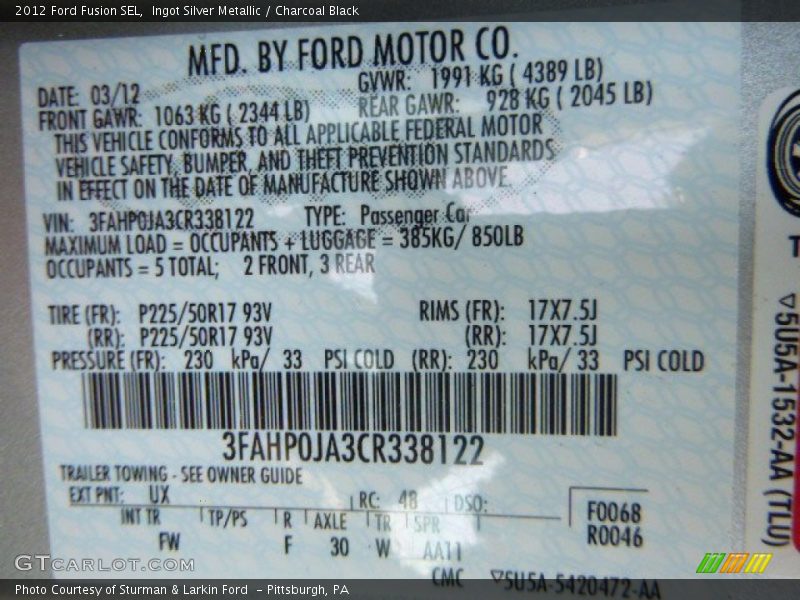 2012 Ford Fusion SEL, Ingot Silver Metallic / Charcoal Black
MFD. BY FORD MOTOR CO.
DATE: 03/12 GVWR: 1991 KG ( 4389 LB)
FRONT GAWR: 1063 KG ( 2344 LB) REAR GAWR: 928 KG ( 2045 LB)
THIS VEHICLE CONFORMS TO ALL APPLICABLE FEDERAL MOTOR
VEHICLE SAFETY, BUMPER, AND THEFT PREVENTION STANDARDS
IN EFFECT ON THE DATE OF MANUFACTURE SHOWN ABOVE.
VIN: 3FAHP0JA3CR338122 TYPE: Passenger Car
MAXIMUM LOAD = OCCUPANTS + LUGGAGE = 385KG/ 850LB
OCCUPANTS = 5 TOTAL; 2 FRONT, 3 REAR
TIRE (FR): P225/50R17 93V RIMS (FR): 17X7.5J
(RR): P225/50R17 93V (RR): 17X7.5J
PRESSURE (FR): 230 kPa/ 33 PSI COLD (RR): 230 kPa/ 33 PSI COLD
3FAHP0JA3CR338122
TRAILER TOWING - SEE OWNER GUIDE
EXT PNT: UX RC: 48 DSO:
INT TR TP/PS R AXLE TR SPR
FW F 30 W AA11
F0068
R0046
CMC ▽5U5A-5420472-AA
▽5U5A-1532-AA (TLU)
GTCARLOT.COM
Photo Courtesy of Sturman & Larkin Ford - Pittsburgh, PA